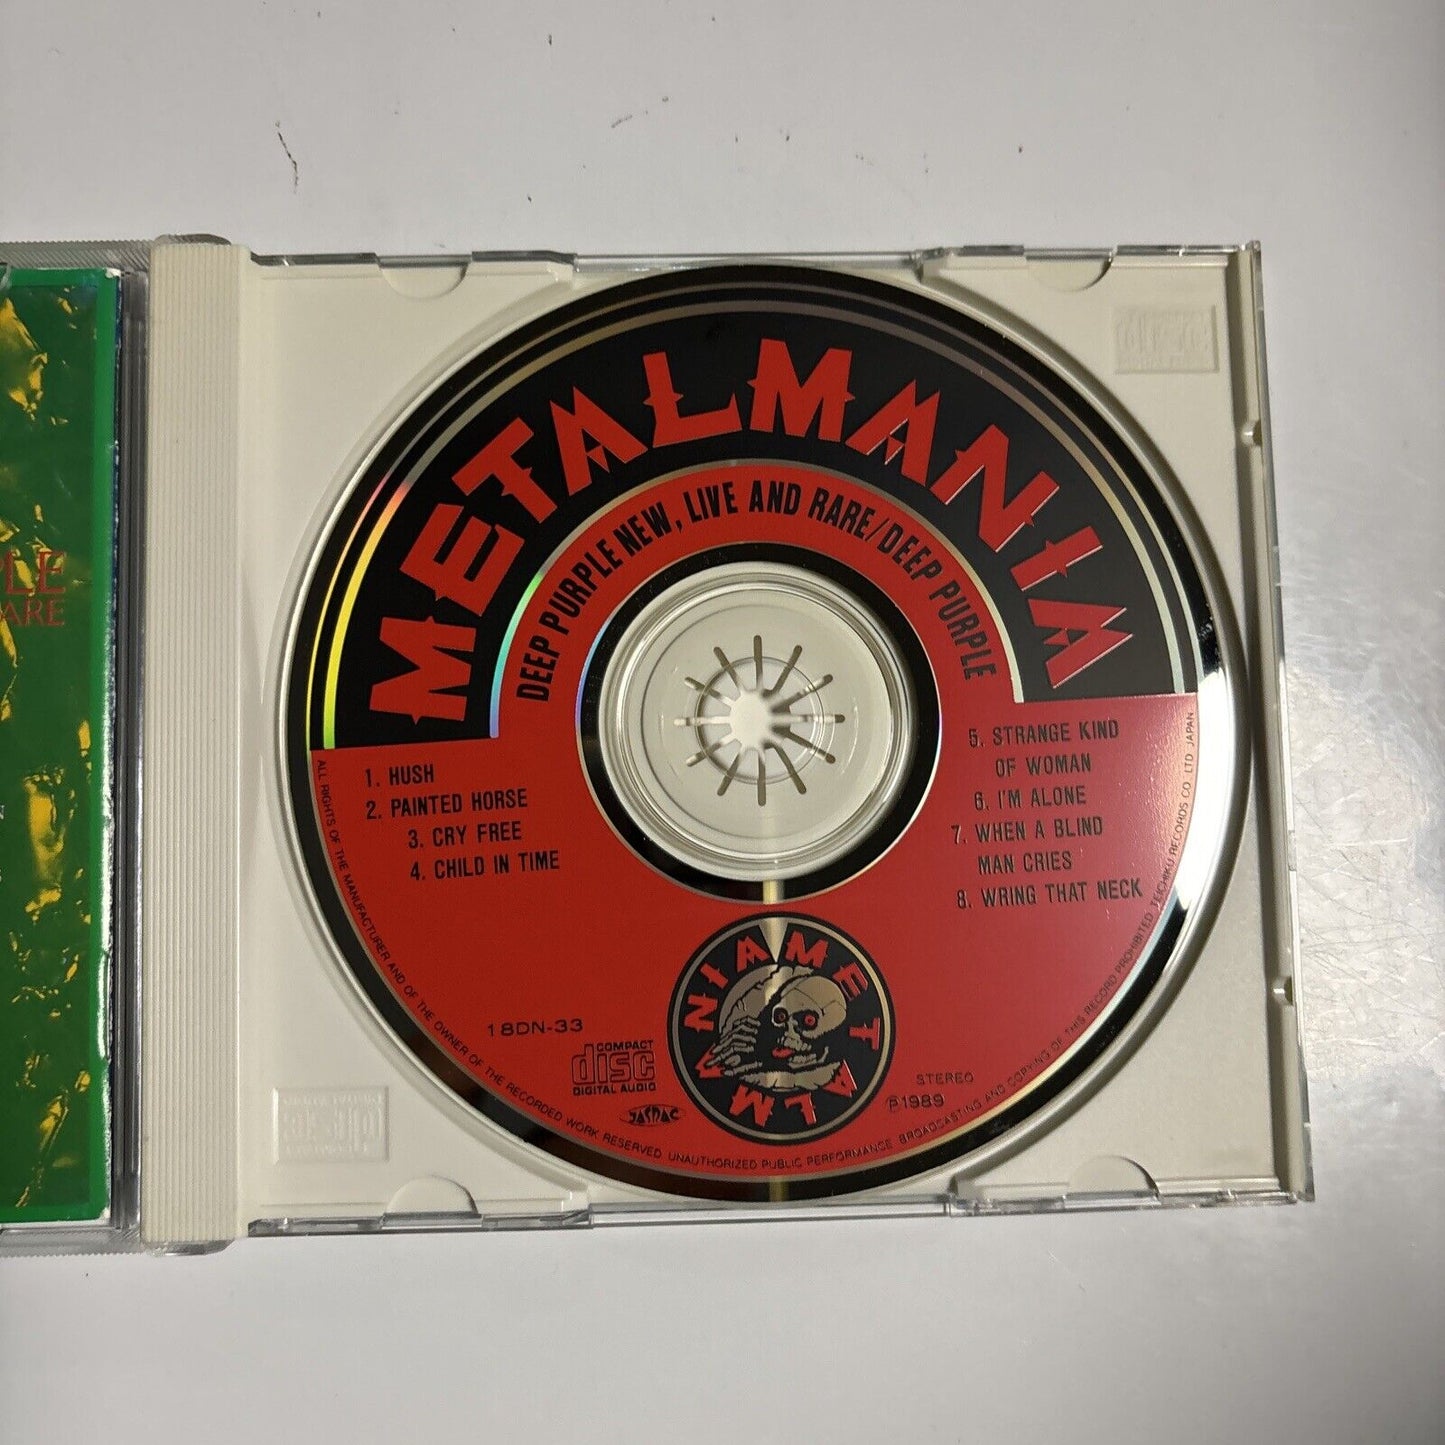 METALMANIA
DEEP PURPLE NEW, LIVE AND RARE/DEEP PURPLE
1. HUSH
2. PAINTED HORSE
3. CRY FREE
4. CHILD IN TIME
5. STRANGE KIND
OF WOMAN
6. I'M ALONE
7. WHEN A BLIND
MAN CRIES
8. WRING THAT NECK
18DN-33
COMPACT
disc
DIGITAL AUDIO
JASRAC
METALMANIA
STEREO
℗1989
ALL RIGHTS OF THE MANUFACTURER AND OF THE OWNER OF THE RECORDED WORK RESERVED. UNAUTHORIZED PUBLIC PERFORMANCE BROADCASTING AND COPYING OF THIS RECORD PROHIBITED. TEICHIKU RECORDS CO., LTD. JAPAN
PLE
ARE